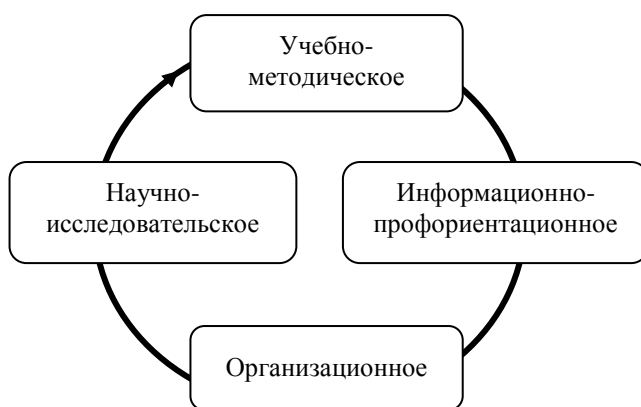 Учебно-
методическое
Научно-
исследовательское
Информационно-
профориентационное
Организационное